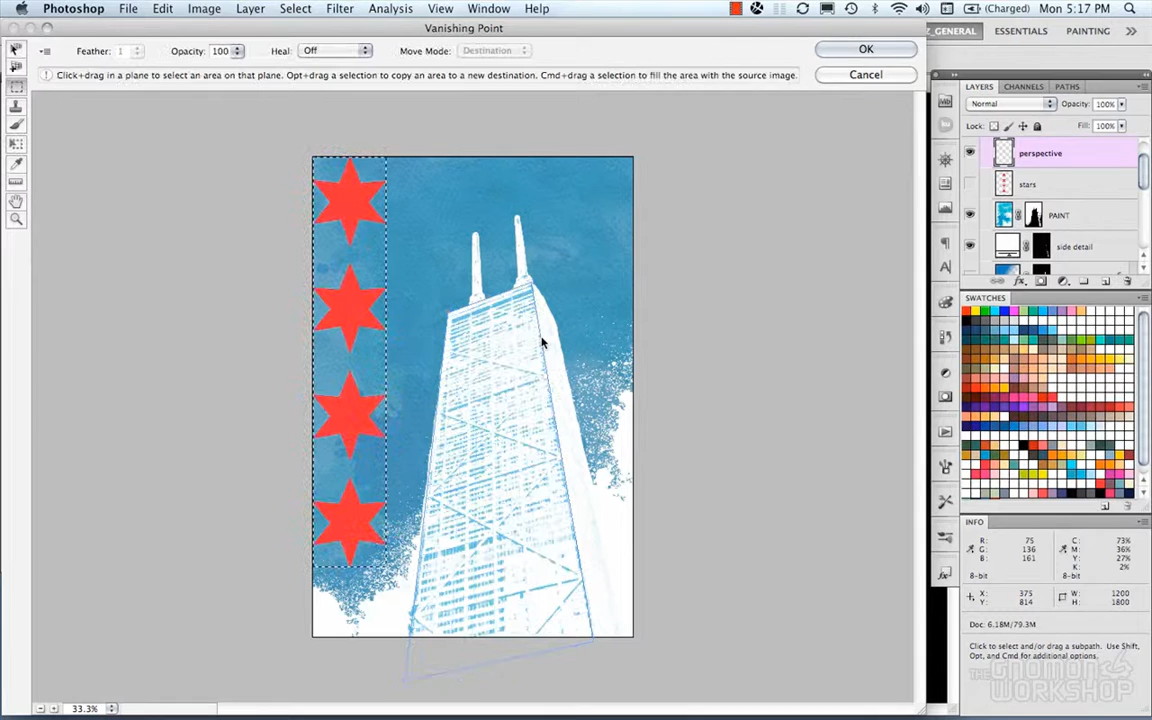 Photoshop File Edit Image Layer Select Filter Analysis View Window Help (Charged) Mon 5:17 PM
Vanishing Point
Z_GENERAL ESSENTIALS PAINTING
Feather: 1 Opacity: 100 Heal: Off Move Mode: Destination OK
Click+drag in a plane to select an area on that plane. Opt+drag a selection to copy an area to a new destination. Cmd+drag a selection to fill the area with the source image. Cancel
LAYERS CHANNELS PATHS
Normal Opacity: 100%
Lock: Fill: 100%
perspective
stars
PAINT
side detail
SWATCHES
INFO
R: 75 C: 73%
G: 136 M: 36%
B: 161 Y: 27%
K: 2%
8-bit 8-bit
X: 375 W: 1200
Y: 814 H: 1800
Doc: 6.18M/79.3M
Click to select and/or drag a subpath. Use Shift,
Opt, and Cmd for additional options.
THE GNOMON
WORKSHOP
33.3%